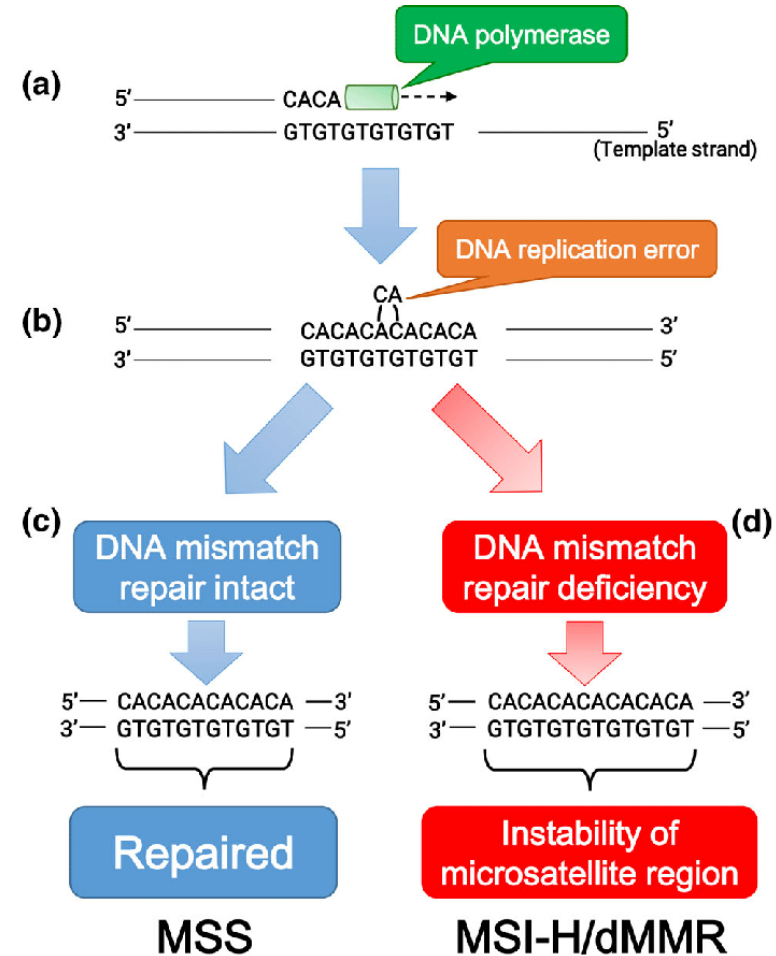 DNA polymerase
(a)
5′ CACA
3′ GTGTGTGTGTGT 5′
(Template strand)
DNA replication error
CA
(b)
5′ CACACACACACA 3′
3′ GTGTGTGTGTGT 5′
(c)
DNA mismatch
repair intact
5′ CACACACACACA 3′
3′ GTGTGTGTGTGT 5′
Repaired
MSS
(d)
DNA mismatch
repair deficiency
5′ CACACACACACACA 3′
3′ GTGTGTGTGTGTGT 5′
Instability of
microsatellite region
MSI-H/dMMR